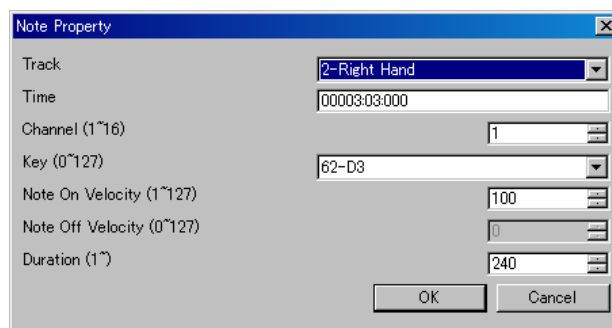 Note Property
Track 2-Right Hand
Time 00003:03:000
Channel (1~16) 1
Key (0~127) 62-D3
Note On Velocity (1~127) 100
Note Off Velocity (0~127) 0
Duration (1~) 240
OK Cancel